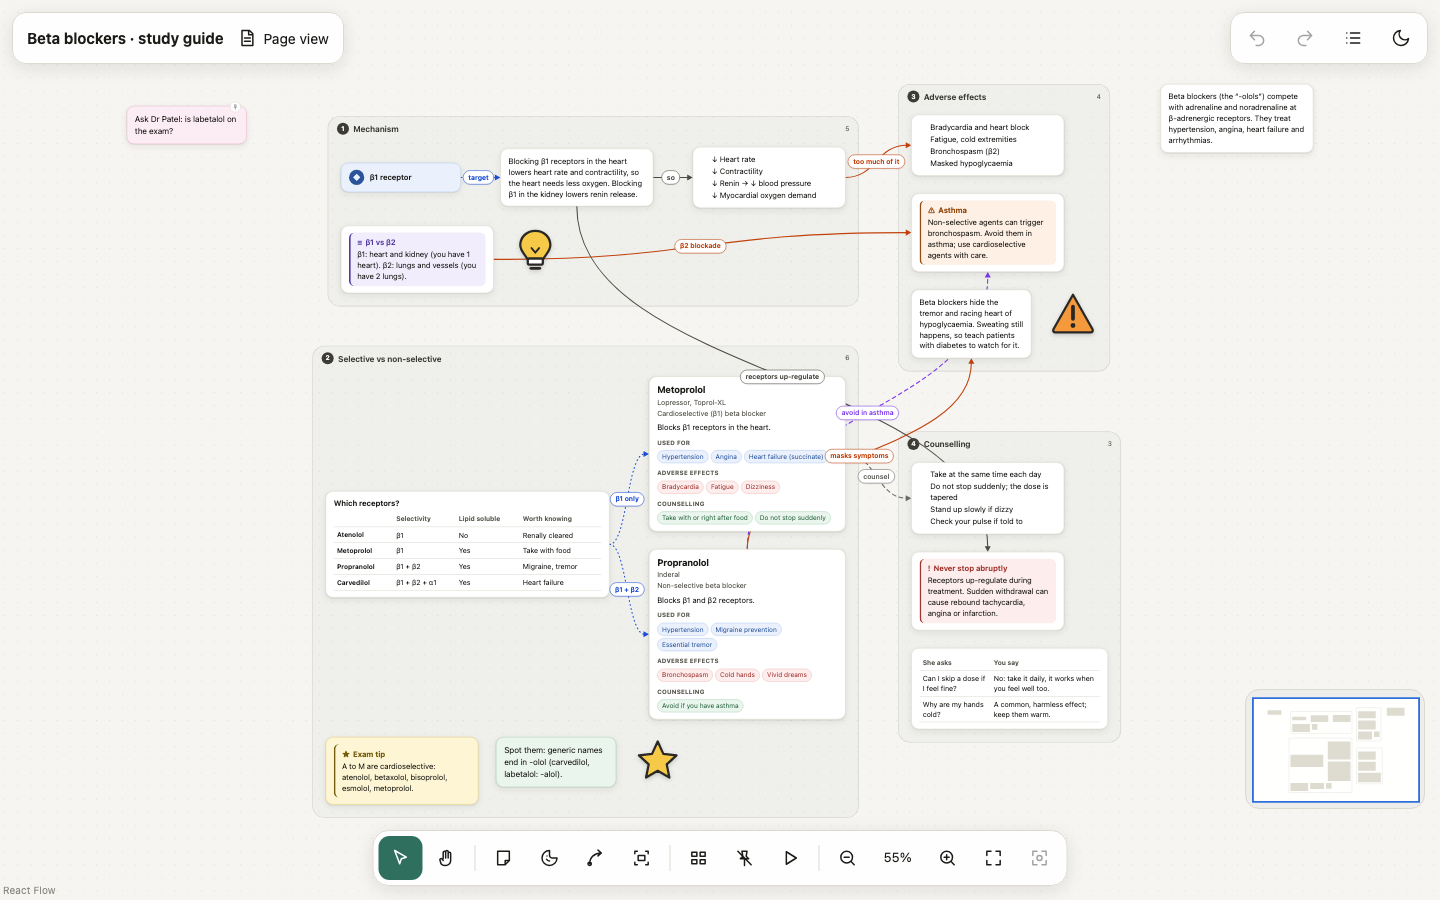 Beta blockers · study guide
Page view
Ask Dr Patel: is labetalol on
the exam?
1 Mechanism 5
β1 receptor
target
Blocking β1 receptors in the heart
lowers heart rate and contractility, so
the heart needs less oxygen. Blocking
β1 in the kidney lowers renin release.
so
↓ Heart rate
↓ Contractility
↓ Renin → ↓ blood pressure
↓ Myocardial oxygen demand
too much of it
≡ β1 vs β2
β1: heart and kidney (you have 1
heart). β2: lungs and vessels (you
have 2 lungs).
β2 blockade
3 Adverse effects 4
Bradycardia and heart block
Fatigue, cold extremities
Bronchospasm (β2)
Masked hypoglycaemia
Asthma
Non-selective agents can trigger
bronchospasm. Avoid them in
asthma; use cardioselective
agents with care.
Beta blockers hide the
tremor and racing heart of
hypoglycaemia. Sweating still
happens, so teach patients
with diabetes to watch for it.
Beta blockers (the “-olols”) compete
with adrenaline and noradrenaline at
β-adrenergic receptors. They treat
hypertension, angina, heart failure and
arrhythmias.
2 Selective vs non-selective 6
receptors up-regulate
Metoprolol
Lopressor, Toprol-XL
Cardioselective (β1) beta blocker
Blocks β1 receptors in the heart.
USED FOR
Hypertension Angina Heart failure (succinate)
ADVERSE EFFECTS
Bradycardia Fatigue Dizziness
COUNSELLING
Take with or right after food Do not stop suddenly
avoid in asthma
masks symptoms
counsel
β1 only
β1 + β2
Which receptors?
Selectivity Lipid soluble Worth knowing
Atenolol β1 No Renally cleared
Metoprolol β1 Yes Take with food
Propranolol β1 + β2 Yes Migraine, tremor
Carvedilol β1 + β2 + α1 Yes Heart failure
Propranolol
Inderal
Non-selective beta blocker
Blocks β1 and β2 receptors.
USED FOR
Hypertension Migraine prevention
Essential tremor
ADVERSE EFFECTS
Bronchospasm Cold hands Vivid dreams
COUNSELLING
Avoid if you have asthma
Exam tip
A to M are cardioselective:
atenolol, betaxolol, bisoprolol,
esmolol, metoprolol.
Spot them: generic names
end in -olol (carvedilol,
labetalol: -alol).
4 Counselling 3
Take at the same time each day
Do not stop suddenly; the dose is
tapered
Stand up slowly if dizzy
Check your pulse if told to
! Never stop abruptly
Receptors up-regulate during
treatment. Sudden withdrawal can
cause rebound tachycardia,
angina or infarction.
She asks You say
Can I skip a dose if No: take it daily, it works when
I feel fine? you feel well too.
Why are my hands A common, harmless effect;
cold? keep them warm.
55%
React Flow